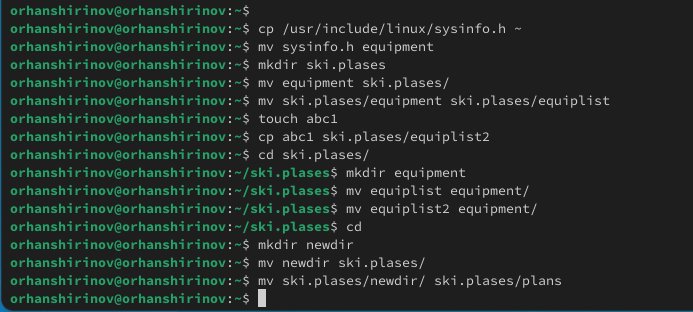 orhanshirinov@orhanshirinov:~$
orhanshirinov@orhanshirinov:~$ cp /usr/include/linux/sysinfo.h ~
orhanshirinov@orhanshirinov:~$ mv sysinfo.h equipment
orhanshirinov@orhanshirinov:~$ mkdir ski.plases
orhanshirinov@orhanshirinov:~$ mv equipment ski.plases/
orhanshirinov@orhanshirinov:~$ mv ski.plases/equipment ski.plases/equiplist
orhanshirinov@orhanshirinov:~$ touch abc1
orhanshirinov@orhanshirinov:~$ cp abc1 ski.plases/equiplist2
orhanshirinov@orhanshirinov:~$ cd ski.plases/
orhanshirinov@orhanshirinov:~/ski.plases$ mkdir equipment
orhanshirinov@orhanshirinov:~/ski.plases$ mv equiplist equipment/
orhanshirinov@orhanshirinov:~/ski.plases$ mv equiplist2 equipment/
orhanshirinov@orhanshirinov:~/ski.plases$ cd
orhanshirinov@orhanshirinov:~$ mkdir newdir
orhanshirinov@orhanshirinov:~$ mv newdir ski.plases/
orhanshirinov@orhanshirinov:~$ mv ski.plases/newdir/ ski.plases/plans
orhanshirinov@orhanshirinov:~$